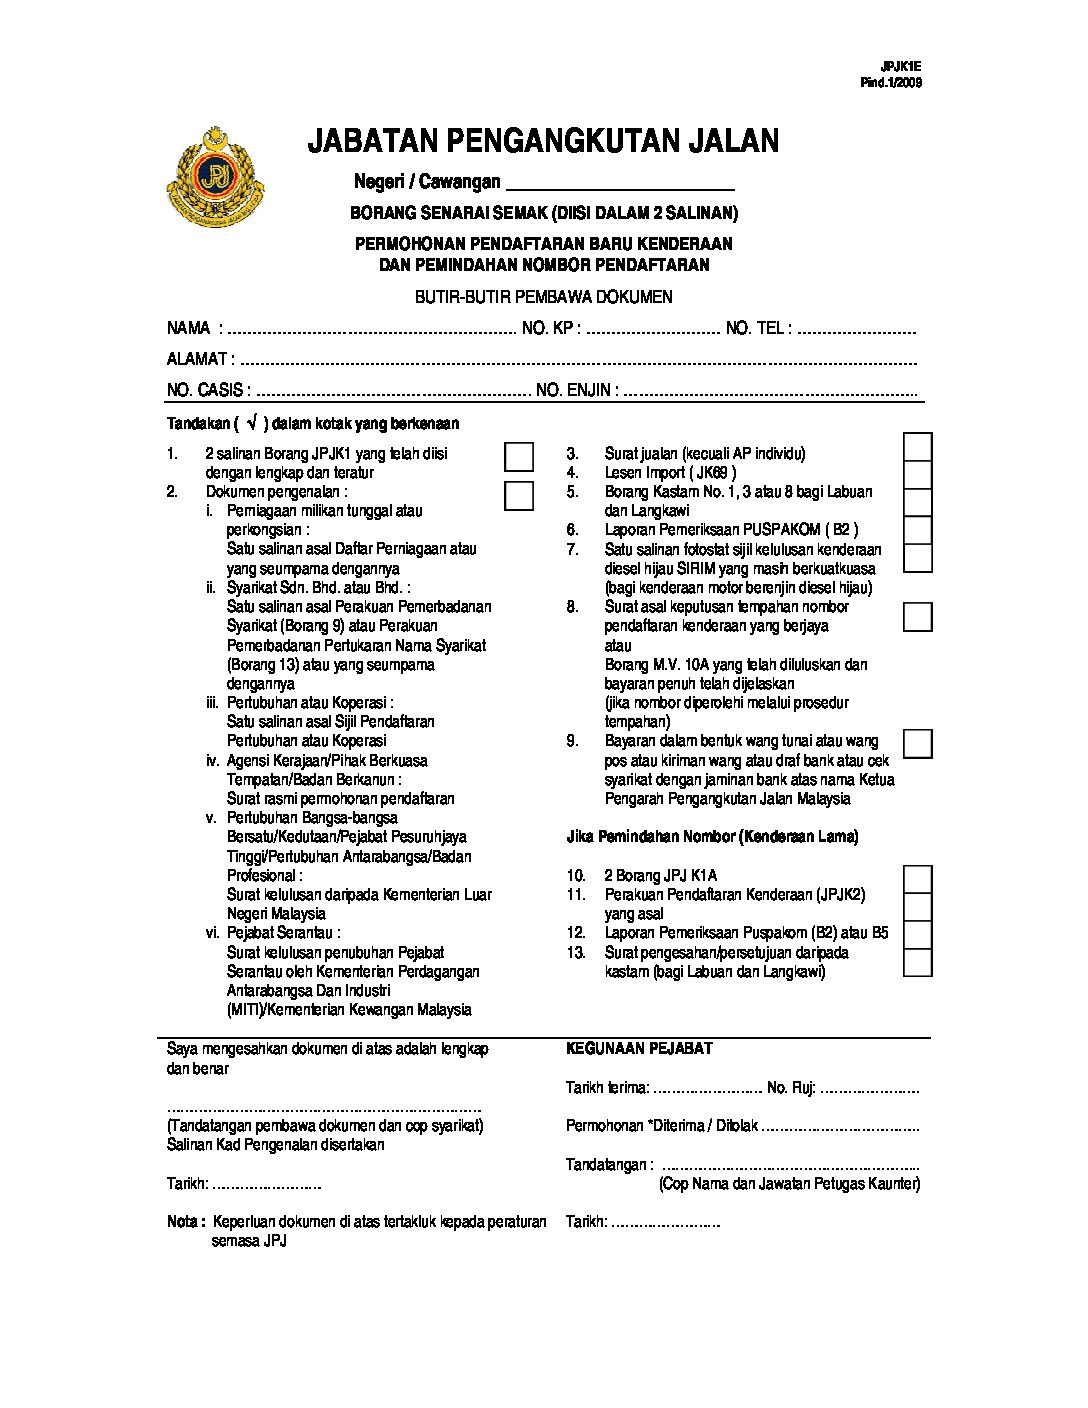 JPJK1E
Pind.1/2009
JABATAN PENGANGKUTAN JALAN
Negeri / Cawangan ________________________
BORANG SENARAI SEMAK (DIISI DALAM 2 SALINAN)
PERMOHONAN PENDAFTARAN BARU KENDERAAN
DAN PEMINDAHAN NOMBOR PENDAFTARAN
BUTIR-BUTIR PEMBAWA DOKUMEN
NAMA : .......................................................... NO. KP : ........................... NO. TEL : ........................
ALAMAT : ........................................................................................................................................
NO. CASIS : ....................................................... NO. ENJIN : ...........................................................
Tandakan ( √ ) dalam kotak yang berkenaan
1. 2 salinan Borang JPJK1 yang telah diisi
dengan lengkap dan teratur
2. Dokumen pengenalan :
i. Perniagaan milikan tunggal atau
perkongsian :
Satu salinan asal Daftar Perniagaan atau
yang seumpama dengannya
ii. Syarikat Sdn. Bhd. atau Bhd. :
Satu salinan asal Perakuan Pemerbadanan
Syarikat (Borang 9) atau Perakuan
Pemerbadanan Pertukaran Nama Syarikat
(Borang 13) atau yang seumpama
dengannya
iii. Pertubuhan atau Koperasi :
Satu salinan asal Sijil Pendaftaran
Pertubuhan atau Koperasi
iv. Agensi Kerajaan/Pihak Berkuasa
Tempatan/Badan Berkanun :
Surat rasmi permohonan pendaftaran
v. Pertubuhan Bangsa-bangsa
Bersatu/Kedutaan/Pejabat Pesuruhjaya
Tinggi/Pertubuhan Antarabangsa/Badan
Profesional :
Surat kelulusan daripada Kementerian Luar
Negeri Malaysia
vi. Pejabat Serantau :
Surat kelulusan penubuhan Pejabat
Serantau oleh Kementerian Perdagangan
Antarabangsa Dan Industri
(MITI)/Kementerian Kewangan Malaysia
3. Surat jualan (kecuali AP individu)
4. Lesen Import ( JK69 )
5. Borang Kastam No. 1, 3 atau 8 bagi Labuan
dan Langkawi
6. Laporan Pemeriksaan PUSPAKOM ( B2 )
7. Satu salinan fotostat sijil kelulusan kenderaan
diesel hijau SIRIM yang masih berkuatkuasa
(bagi kenderaan motor berenjin diesel hijau)
8. Surat asal keputusan tempahan nombor
pendaftaran kenderaan yang berjaya
atau
Borang M.V. 10A yang telah diluluskan dan
bayaran penuh telah dijelaskan
(jika nombor diperolehi melalui prosedur
tempahan)
9. Bayaran dalam bentuk wang tunai atau wang
pos atau kiriman wang atau draf bank atau cek
syarikat dengan jaminan bank atas nama Ketua
Pengarah Pengangkutan Jalan Malaysia
Jika Pemindahan Nombor (Kenderaan Lama)
10. 2 Borang JPJ K1A
11. Perakuan Pendaftaran Kenderaan (JPJK2)
yang asal
12. Laporan Pemeriksaan Puspakom (B2) atau B5
13. Surat pengesahan/persetujuan daripada
kastam (bagi Labuan dan Langkawi)
Saya mengesahkan dokumen di atas adalah lengkap
dan benar
.....................................................................
(Tandatangan pembawa dokumen dan cop syarikat)
Salinan Kad Pengenalan disertakan
Tarikh: ........................
Nota : Keperluan dokumen di atas tertakluk kepada peraturan
semasa JPJ
KEGUNAAN PEJABAT
Tarikh terima: ........................ No. Ruj: ......................
Permohonan *Diterima / Ditolak ...................................
Tandatangan : .........................................................
(Cop Nama dan Jawatan Petugas Kaunter)
Tarikh: ........................